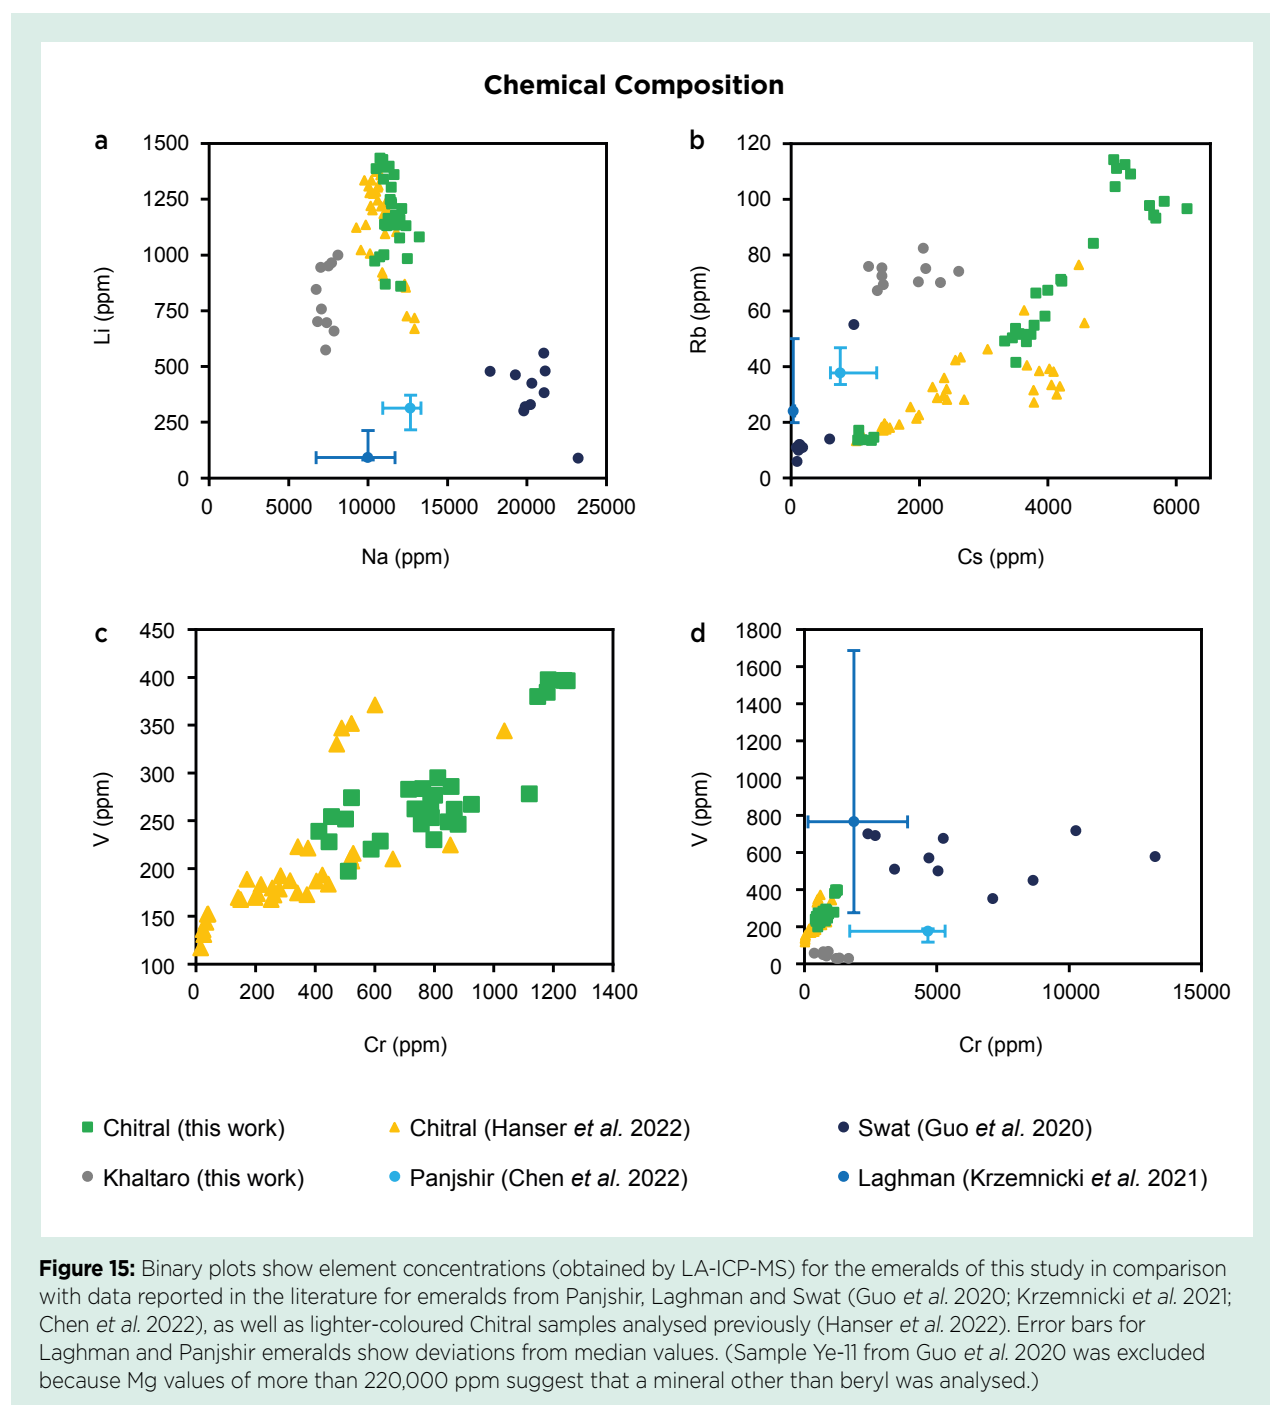 Chemical Composition
a
1500
1250
1000
750
500
250
0
Li (ppm)
0 5000 10000 15000 20000 25000
Na (ppm)
b
120
100
80
60
40
20
0
Rb (ppm)
0 2000 4000 6000
Cs (ppm)
c
450
400
350
300
250
200
150
100
V (ppm)
0 200 400 600 800 1000 1200 1400
Cr (ppm)
d
1800
1600
1400
1200
1000
800
600
400
200
0
V (ppm)
0 5000 10000 15000
Cr (ppm)
Chitral (this work) Chitral (Hanser et al. 2022) Swat (Guo et al. 2020)
Khaltaro (this work) Panjshir (Chen et al. 2022) Laghman (Krzemnicki et al. 2021)
Figure 15: Binary plots show element concentrations (obtained by LA-ICP-MS) for the emeralds of this study in comparison
with data reported in the literature for emeralds from Panjshir, Laghman and Swat (Guo et al. 2020; Krzemnicki et al. 2021;
Chen et al. 2022), as well as lighter-coloured Chitral samples analysed previously (Hanser et al. 2022). Error bars for
Laghman and Panjshir emeralds show deviations from median values. (Sample Ye-11 from Guo et al. 2020 was excluded
because Mg values of more than 220,000 ppm suggest that a mineral other than beryl was analysed.)